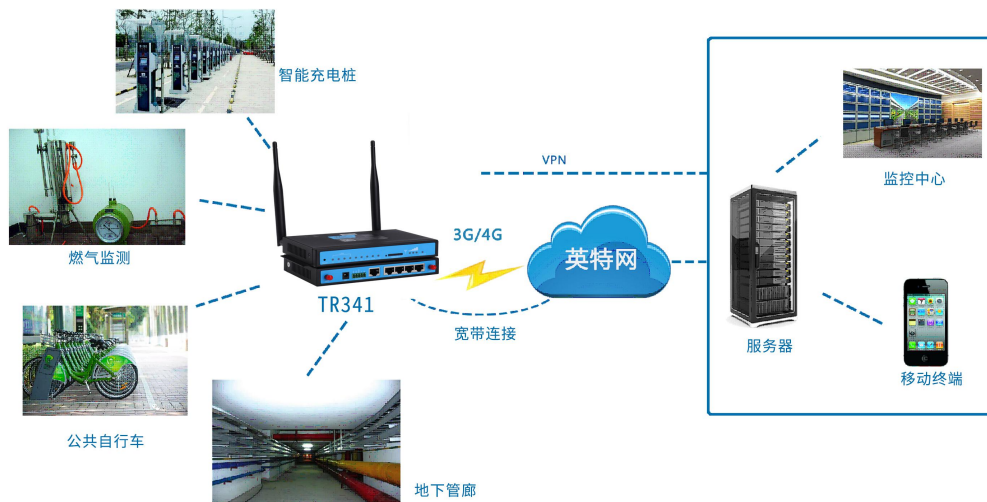 智能充电桩
VPN
监控中心
燃气监测
3G/4G
英特网
TR341
宽带连接
服务器
移动终端
公共自行车
地下管廊